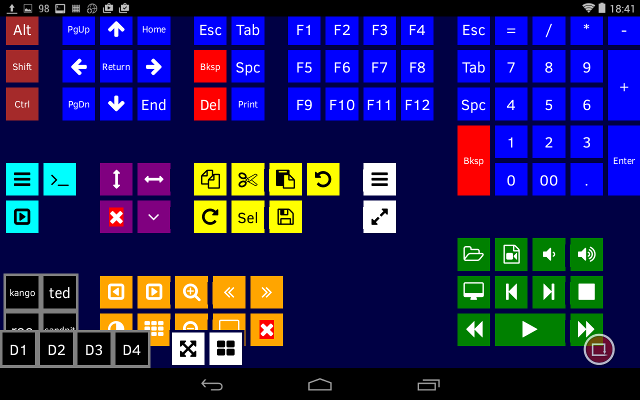 98 18:41
Alt PgUp Home Esc Tab F1 F2 F3 F4 Esc = / * -
Shift Return Bksp Spc F5 F6 F7 F8 Tab 7 8 9 +
Ctrl PgDn End Del Print F9 F10 F11 F12 Spc 4 5 6
Bksp 1 2 3 Enter
0 00 .
Sel
kango ted
D1 D2 D3 D4